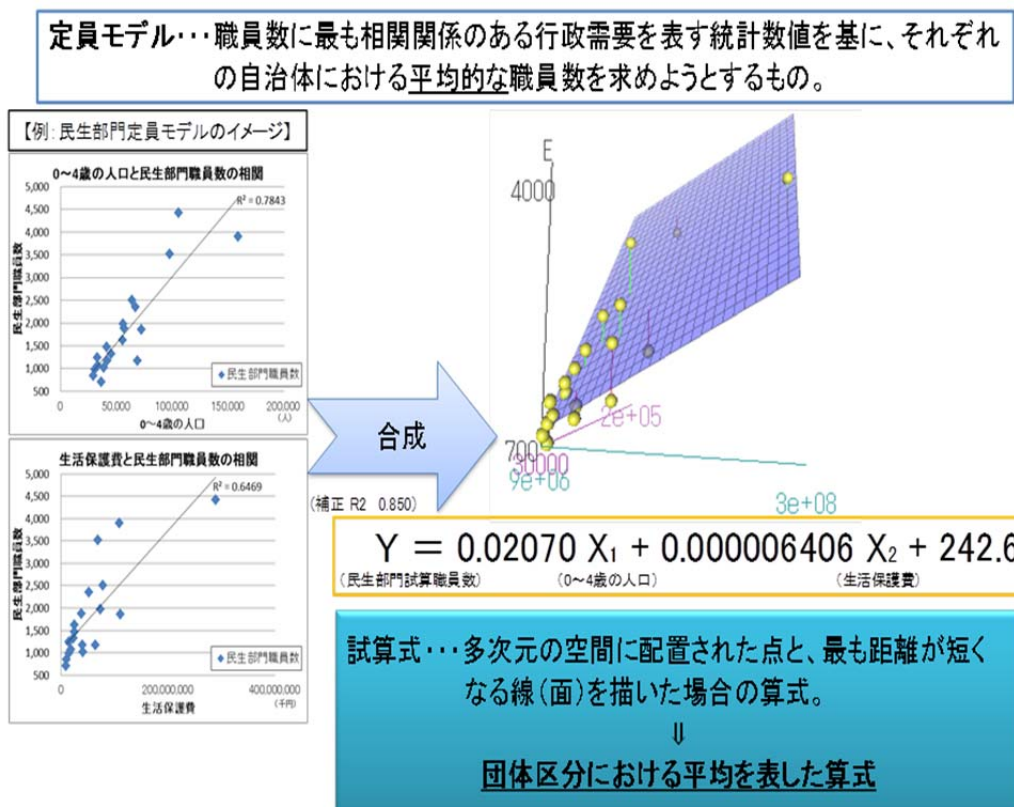 定員モデル･･･職員数に最も相関関係のある行政需要を表す統計数値を基に、それぞれ
の自治体における平均的な職員数を求めようとするもの。
【例：民生部門定員モデルのイメージ】
0～4歳の人口と民生部門職員数の相関
5,000
4,500
4,000
3,500
3,000
2,500
2,000
1,500
1,000
500
民生部門職員数
R² = 0.7843
◆民生部門職員数
0
50,000
100,000
150,000
200,000
(人)
0～4歳の人口
生活保護費と民生部門職員数の相関
5,000
4,500
4,000
3,500
3,000
2,500
2,000
1,500
1,000
500
民生部門職員数
R² = 0.6469
◆民生部門職員数
0
200,000,000
400,000,000
(千円)
生活保護費
合成
(補正 R2 0.850)
E
4000
700
30000
9e+06
2e+05
3e+08
Y ＝ 0.02070 X₁ + 0.000006406 X₂ + 242.6
(民生部門試算職員数)
(0～4歳の人口)
(生活保護費)
試算式･･･多次元の空間に配置された点と、最も距離が短く
なる線(面)を描いた場合の算式。
⇓
団体区分における平均を表した算式